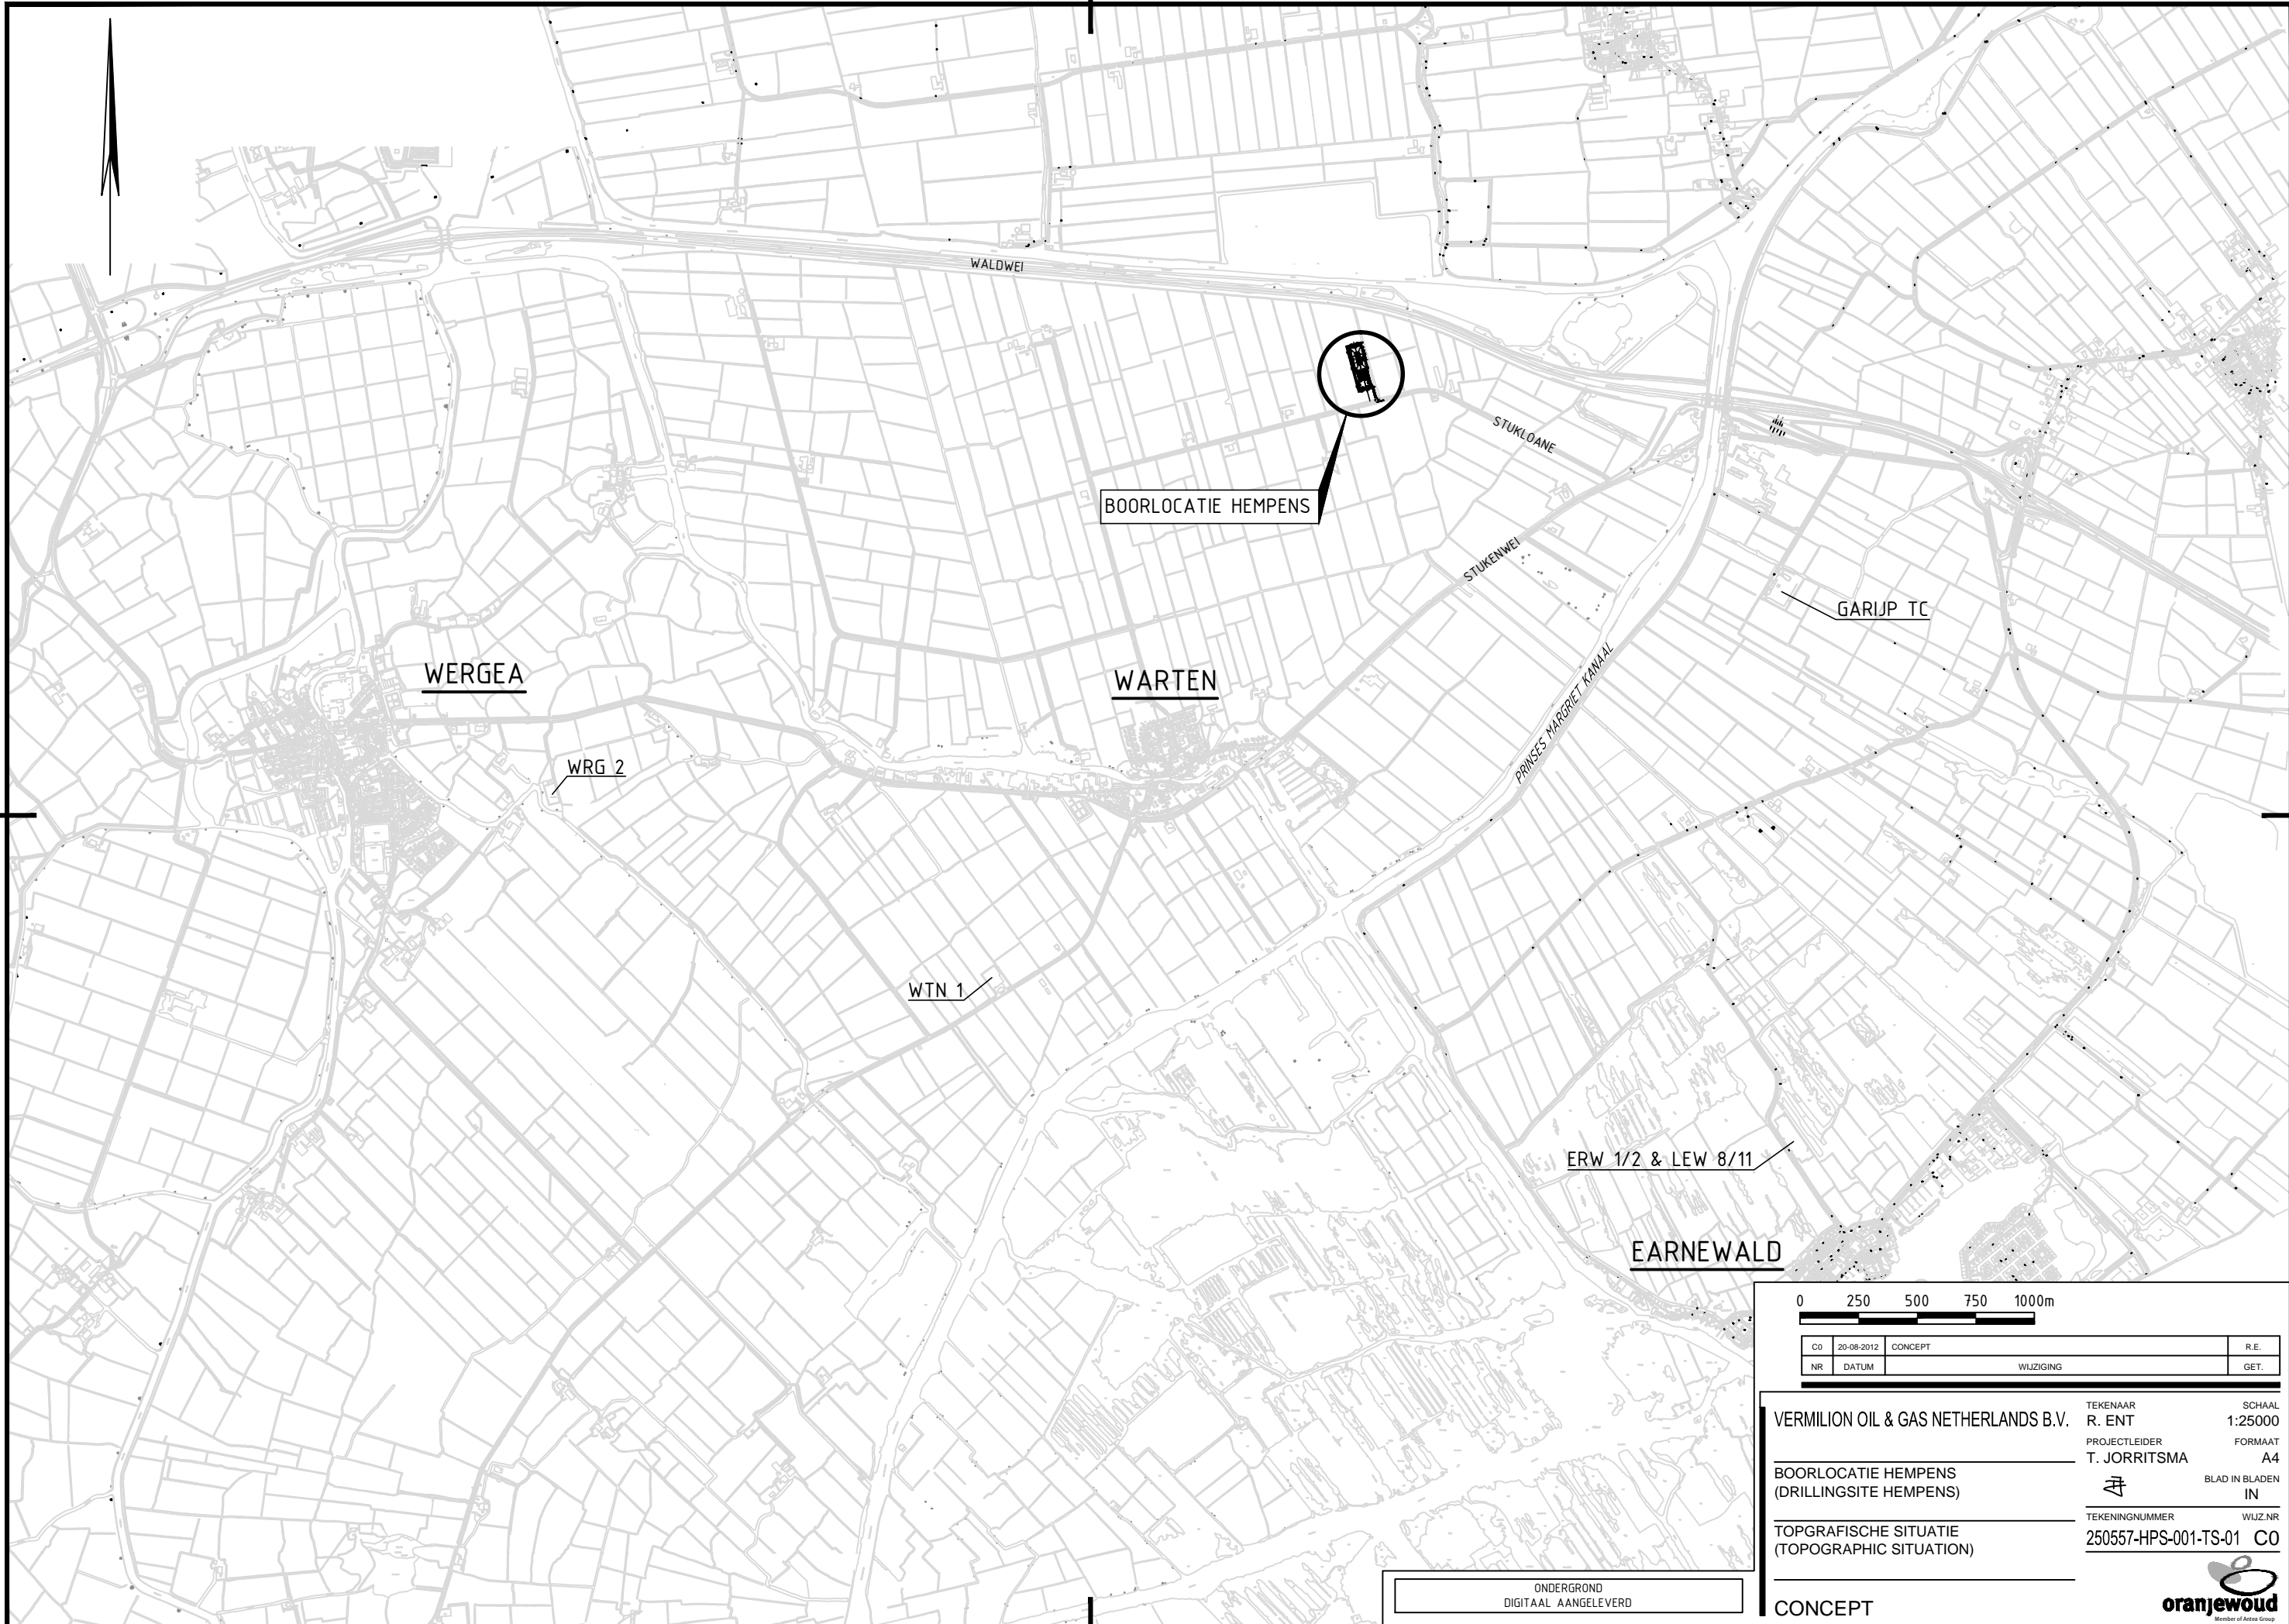 WALDWEI
STUKLOANE
BOORLOCATIE HEMPENS
STUKENWEI
GARIJP TC
WERGEA
WARTEN
PRINSES MARGRIET KANAAL
WRG 2
WTN 1
ERW 1/2 & LEW 8/11
EARNEWALD
0 250 500 750 1000m
C0 20-08-2012 CONCEPT R.E.
NR DATUM WIJZIGING GET.
VERMILION OIL & GAS NETHERLANDS B.V.
BOORLOCATIE HEMPENS
(DRILLINGSITE HEMPENS)
TOPGRAFISCHE SITUATIE
(TOPOGRAPHIC SITUATION)
CONCEPT
TEKENAAR SCHAAL
R. ENT 1:25000
PROJECTLEIDER FORMAAT
T. JORRITSMA A4
BLAD IN BLADEN
IN
TEKENINGNUMMER WIJZ.NR
250557-HPS-001-TS-01 C0
oranjewoud
Member of Antea Group
ONDERGROND
DIGITAAL AANGELEVERD